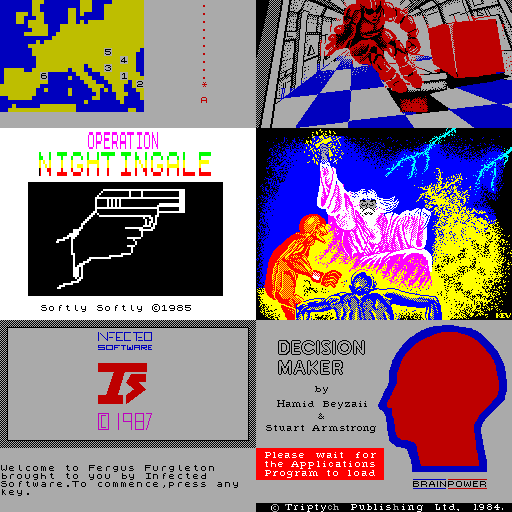 5
4
3
6
1
2
*
A
OPERATION
NIGHTINGALE
Softly Softly ©1985
KEV
INFECTED
SOFTWARE
IS
© 1987
Welcome to Fergus Furgleton
brought to you by Infected
Software.To commence,press any
key.
DECISION
MAKER
by
Hamid Beyzaii
&
Stuart Armstrong
Please wait for
the Applications
Program to load
BRAINPOWER
© Triptych Publishing Ltd. 1984.